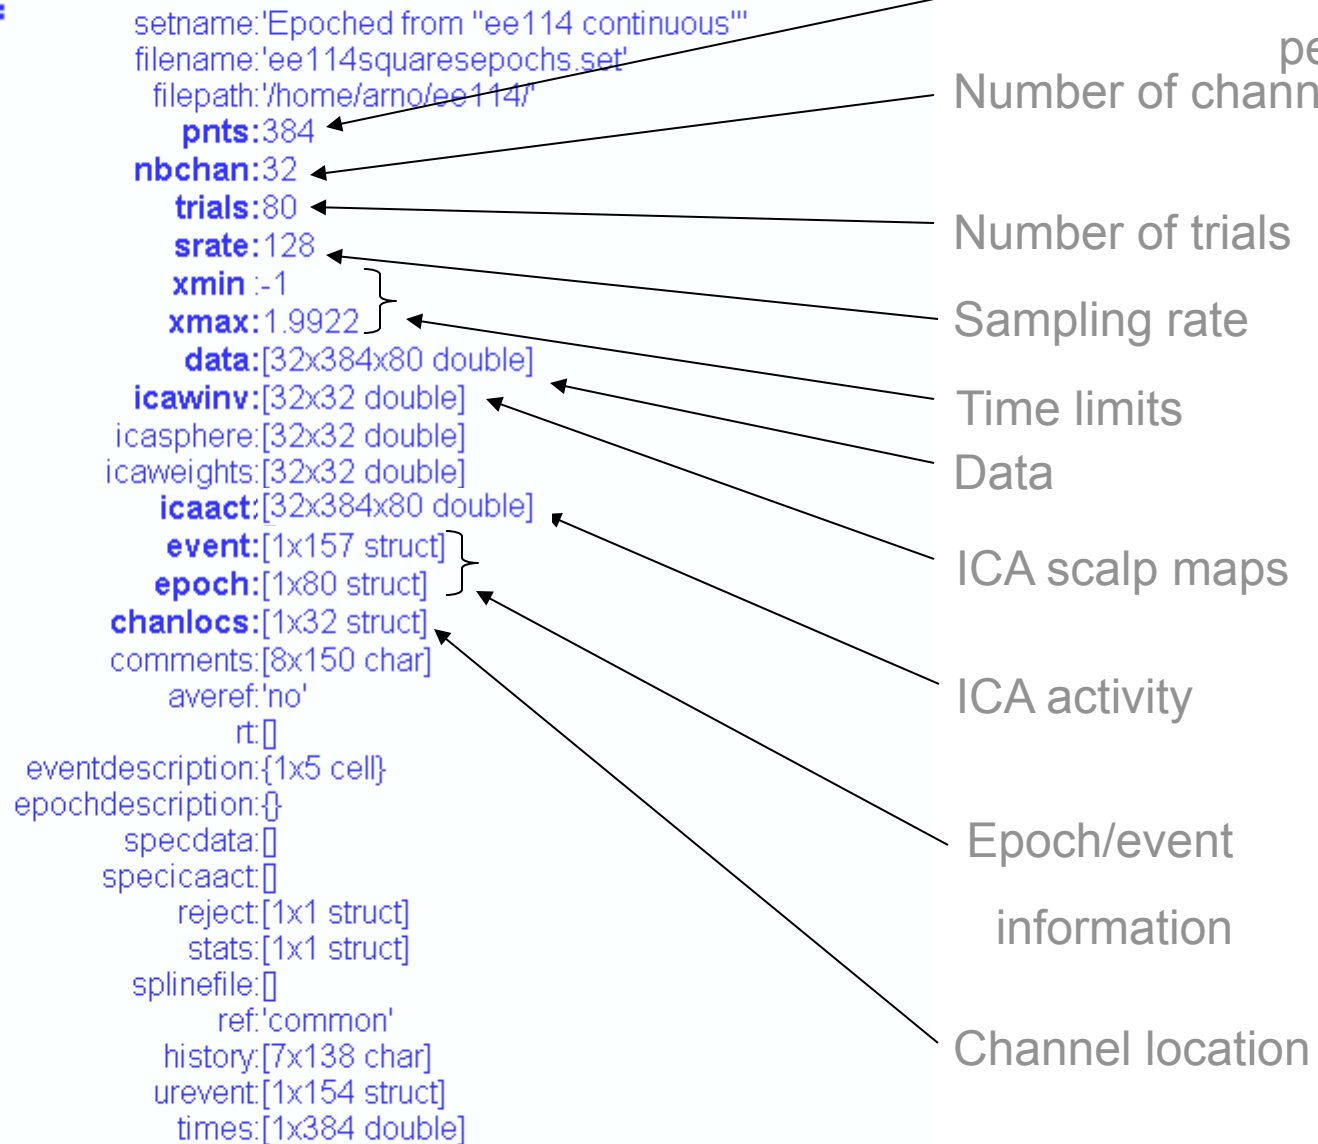 setname:'Epoched from "ee114 continuous"'
filename:'ee114squaresepochs.set'
filepath:'/home/arno/ee114/'
pnts:384
nbchan:32
trials:80
srate:128
xmin :-1
xmax:1.9922
data:[32x384x80 double]
icawinv:[32x32 double]
icasphere:[32x32 double]
icaweights:[32x32 double]
icaact:[32x384x80 double]
event:[1x157 struct]
epoch:[1x80 struct]
chanlocs:[1x32 struct]
comments:[8x150 char]
averef:'no'
rt:[]
eventdescription:{1x5 cell}
epochdescription:{}
specdata:[]
specicaact:[]
reject:[1x1 struct]
stats:[1x1 struct]
splinefile:[]
ref:'common'
history:[7x138 char]
urevent:[1x154 struct]
times:[1x384 double]
pe
Number of chann
Number of trials
Sampling rate
Time limits
Data
ICA scalp maps
ICA activity
Epoch/event
information
Channel location